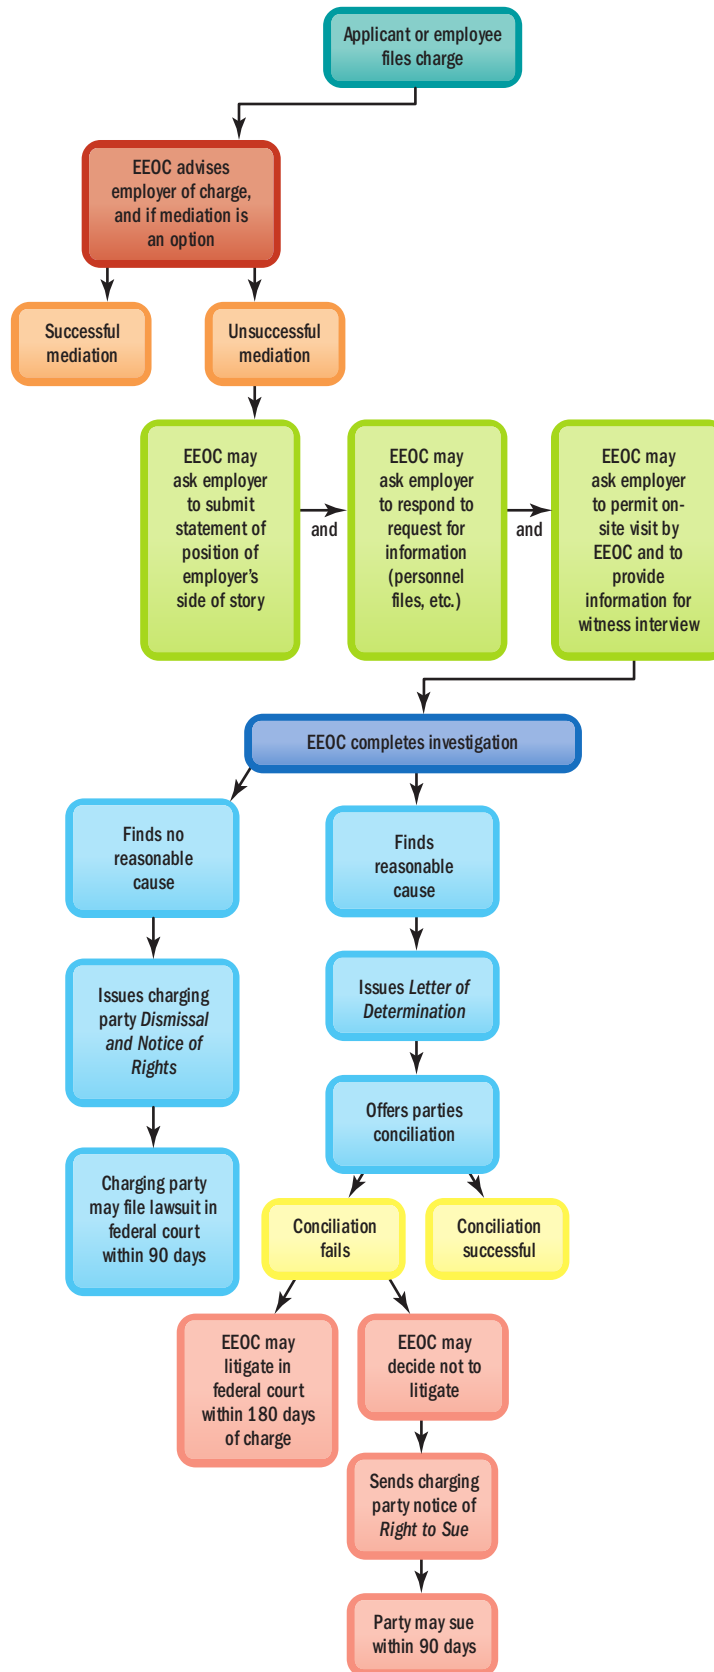 Applicant or employee
files charge
EEOC advises
employer of charge,
and if mediation is
an option
Successful
mediation
Unsuccessful
mediation
EEOC may
ask employer
to submit
statement of
position of
employer’s
side of story
and
EEOC may
ask employer
to respond to
request for
information
(personnel
files, etc.)
and
EEOC may
ask employer
to permit on-
site visit by
EEOC and to
provide
information for
witness interview
EEOC completes investigation
Finds no
reasonable
cause
Finds
reasonable
cause
Issues charging
party Dismissal
and Notice of
Rights
Issues Letter of
Determination
Offers parties
conciliation
Charging party
may file lawsuit in
federal court
within 90 days
Conciliation
fails
Conciliation
successful
EEOC may
litigate in
federal court
within 180 days
of charge
EEOC may
decide not to
litigate
Sends charging
party notice of
Right to Sue
Party may sue
within 90 days